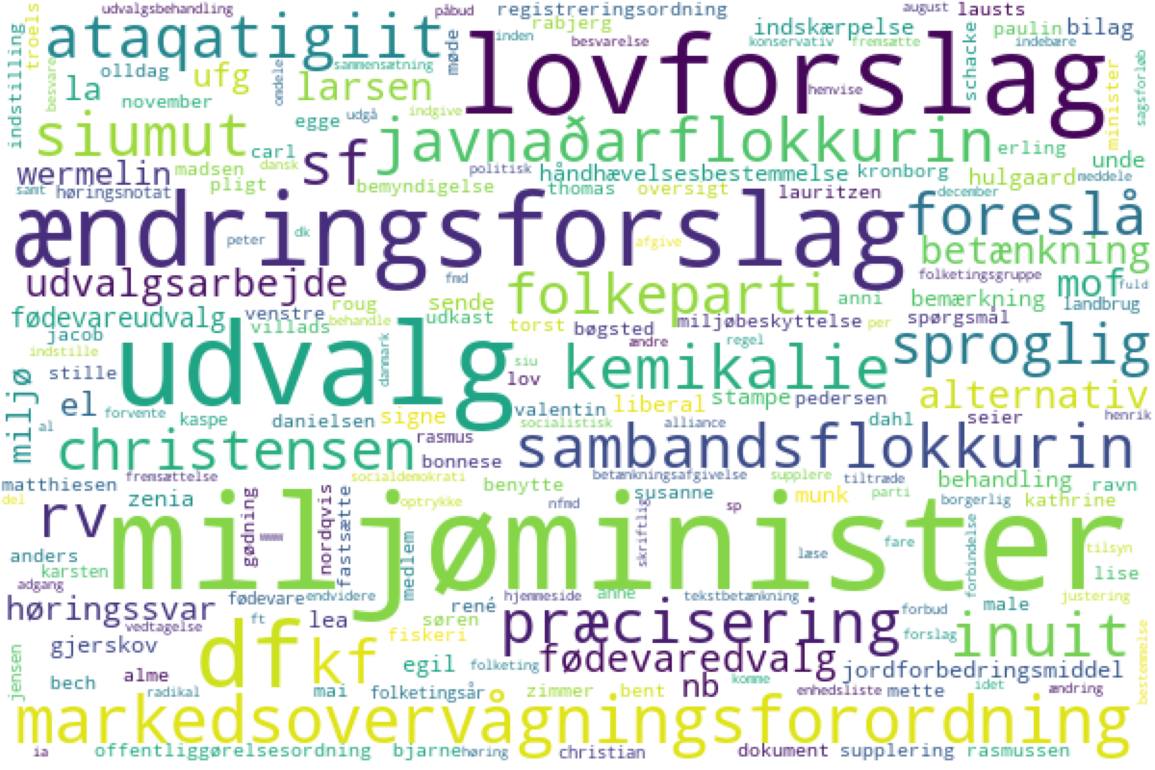 udvalgsbehandling påbud registreringsordning august lausts
troels ataqatigiit møde inden rabjerg besvarelse konservativ fremsætte indskærpelse paulin indebære bilag
indstilling olldag ufg omdele sammensætning lovforslag schacke
besvare la november larsen henvise minister sagsforløb
siumut egge udgå indgive javnaðarflokkurin erling
carl sf unde
wermelin madsen dansk politisk håndhævelsesbestemmelse kronborg hulgaard meddele
samt høringsnotat pligt bemyndigelse thomas oversigt lauritzen december
ændringsforslag foreslå
peter dk afgive betænkning
udvalgsarbejde fmd folketingsgruppe mof fuld
roug sende folkeparti anni bemærkning landbrug
fødevareudvalg venstre behandle udkast torst bøgsted miljøbeskyttelse per spørgsmål
jacob villads ændre regel sproglig
indstille udvalg danmark siu kemikalie
miljø stille lov alternativ
el forvente kaspe danielsen signe valentin liberal stampe pedersen dahl seier henrik
al socialistisk alliance
christensen rasmus sambandsflokkurin
bonnese
matthiesen fremsættelse socialdemokrati betænkningsafgivelse supplere tiltræde behandling ravn
del zenia optrykke benytte nfmd susanne munk parti borgerlig kathrine
rv gødning www nordqvis fastsætte miljøminister sp skriftlig
anders medlem læse fare forbindelse tilsyn
karsten lise
adgang fødevare endvidere hjemmeside anne tekstbetænkning justering
høringssvar ft lea rené præcisering forbud male
vedtagelse søren forslag inuit bestemmelse
gjerskov df kf fiskeri
jensen bech alme egil folketing fødevaredvalg komme jordforbedringsmiddel
radikal mai folketingsår zimmer bent nb enhedsliste mette idet ændring
markedsovervågningsforordning
ia offentliggørelsesordning bjarne høring christian dokument supplering rasmussen